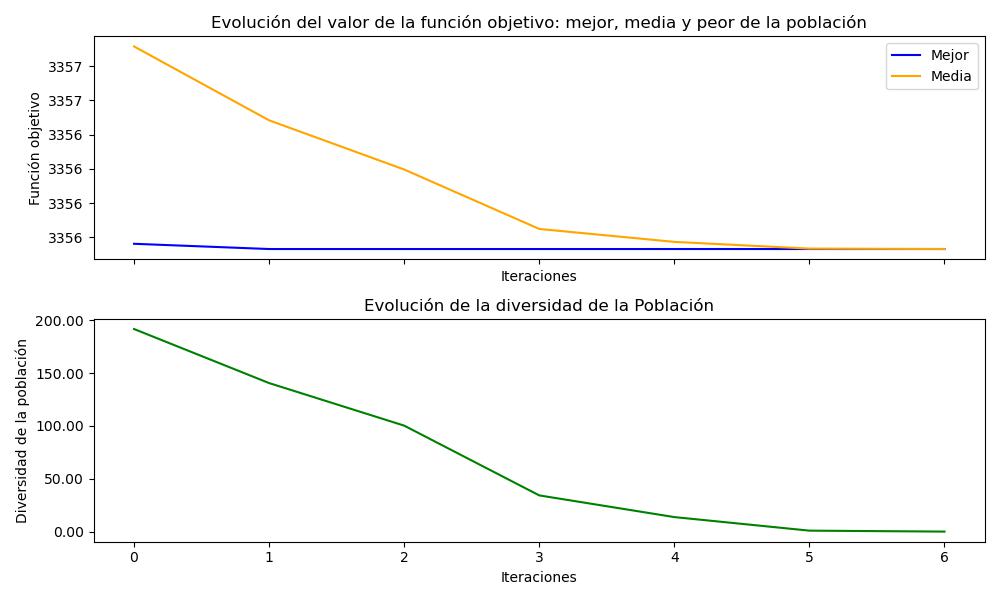 Evolución del valor de la función objetivo: mejor, media y peor de la población
Mejor
Media
3357
3357
3356
3356
3356
3356
Función objetivo
Iteraciones
Evolución de la diversidad de la Población
200.00
150.00
100.00
50.00
0.00
Diversidad de la población
0 1 2 3 4 5 6
Iteraciones